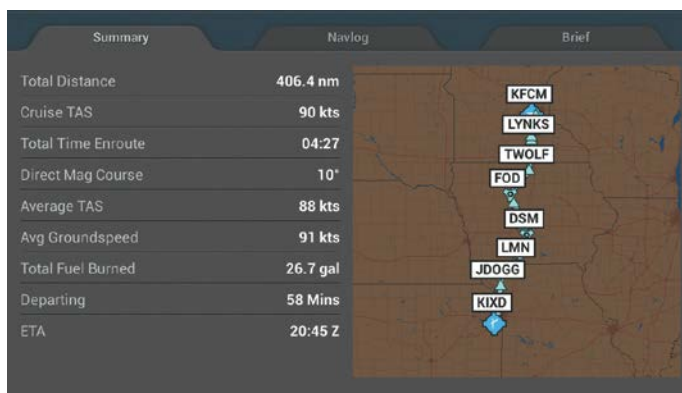 Summary
Navlog
Brief
Total Distance 406.4 nm
Cruise TAS 90 kts
Total Time Enroute 04:27
Direct Mag Course 10°
Average TAS 88 kts
Avg Groundspeed 91 kts
Total Fuel Burned 26.7 gal
Departing 58 Mins
ETA 20:45 Z
KFCM
LYNKS
TWOLF
FOD
DSM
LMN
JDOGG
KIXD